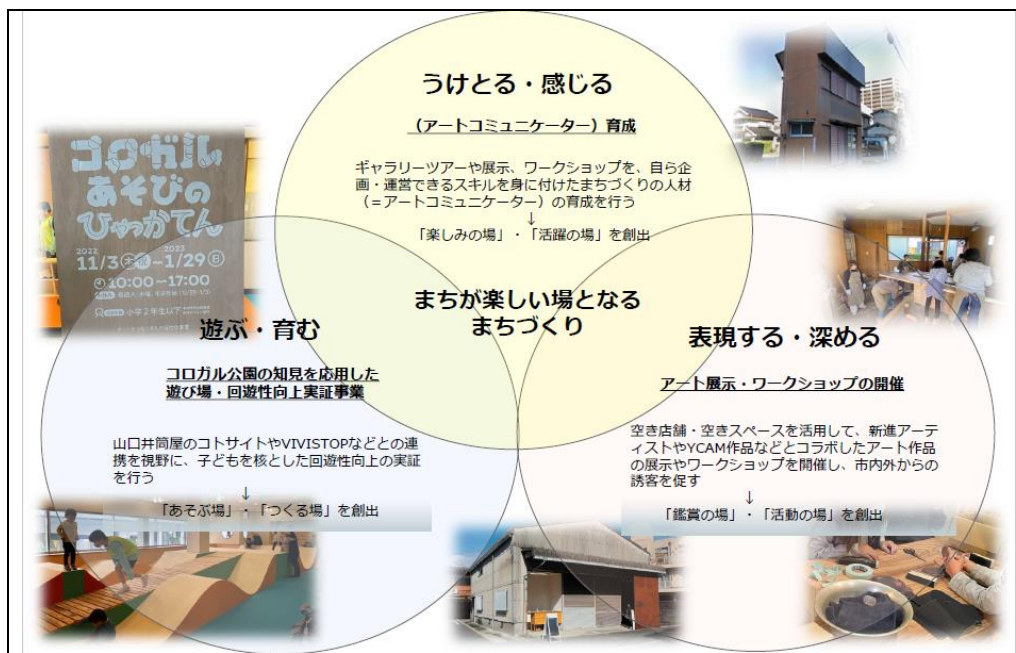 うけとる・感じる
（アートコミュニケーター）育成
ギャラリーツアーや展示、ワークショップを、自ら企
画・運営できるスキルを身に付けたまちづくりの人材
（＝アートコミュニケーター）の育成を行う
↓
「楽しみの場」・「活躍の場」を創出
コロガル
あそびの
ひゃっかてん
2022
11/3 木 祝 ~ 2023 1/29 日
10:00~17:00
小学2年生以下
まちが楽しい場となる
まちづくり
遊ぶ・育む
コロガル公園の知見を応用した
遊び場・回遊性向上実証事業
山口井筒屋のコトサイトやVIVISTOPなどとの連
携を視野に、子どもを核とした回遊性向上の実証
を行う
↓
「あそぶ場」・「つくる場」を創出
表現する・深める
アート展示・ワークショップの開催
空き店舗・空きスペースを活用して、新進アーテ
ィストやYCAM作品などとコラボしたアート作品
の展示やワークショップを開催し、市内外からの
誘客を促す
↓
「鑑賞の場」・「活動の場」を創出